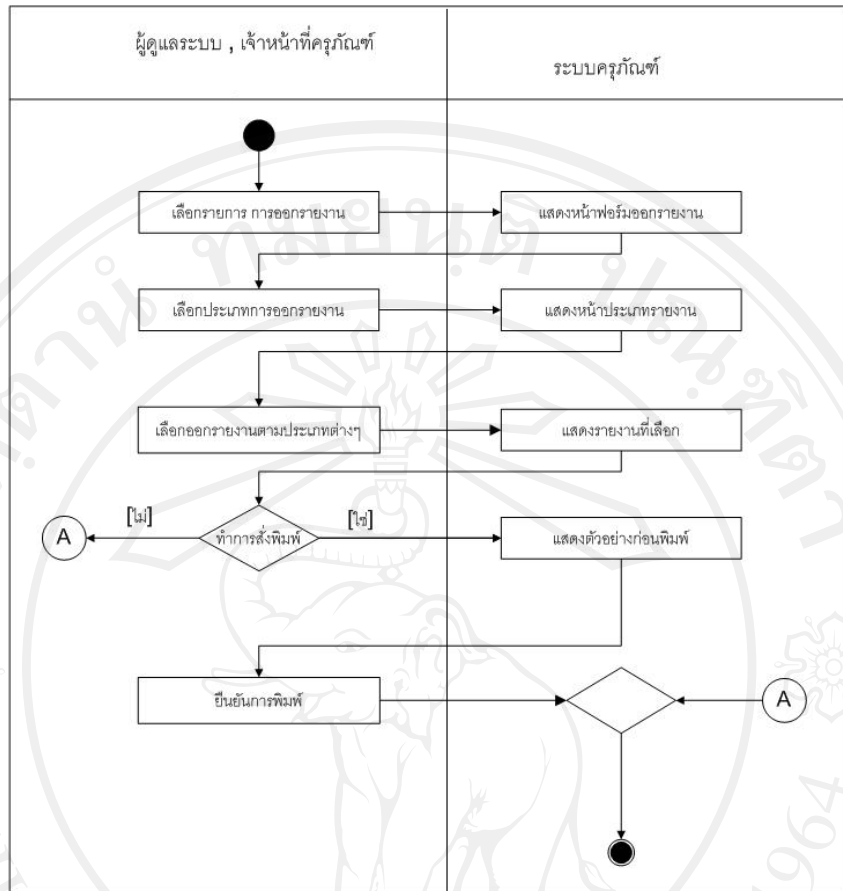 ผู้ดูแลระบบ , เจ้าหน้าที่ครุภัณฑ์
ระบบครุภัณฑ์
เลือกรายการ การออกรายงาน
แสดงหน้าฟอร์มออกรายงาน
เลือกประเภทการออกรายงาน
แสดงหน้าประเภทรายงาน
เลือกออกรายงานตามประเภทต่างๆ
แสดงรายงานที่เลือก
[ไม่]
[ใช่]
A
ทำการสั่งพิมพ์
แสดงตัวอย่างก่อนพิมพ์
ยืนยันการพิมพ์
A
1964